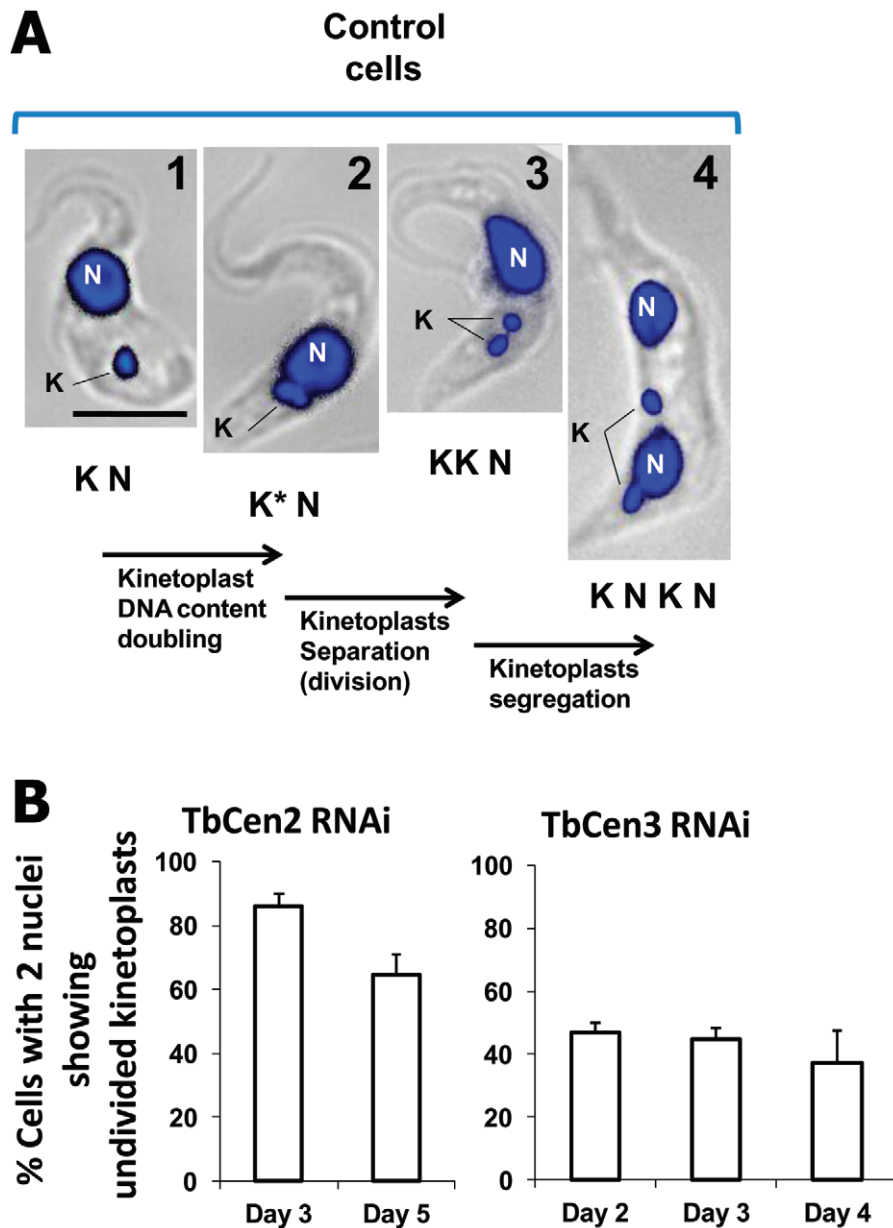 A
Control
cells
1
2
3
4
N
K
N
K
N
K
N
K
N
K N
K* N
KK N
K N K N
Kinetoplast
DNA content
doubling
Kinetoplasts
Separation
(division)
Kinetoplasts
segregation
B
% Cells with 2 nuclei
showing
undivided kinetoplasts
TbCen2 RNAi
100
80
60
40
20
0
Day 3
Day 5
TbCen3 RNAi
100
80
60
40
20
0
Day 2
Day 3
Day 4